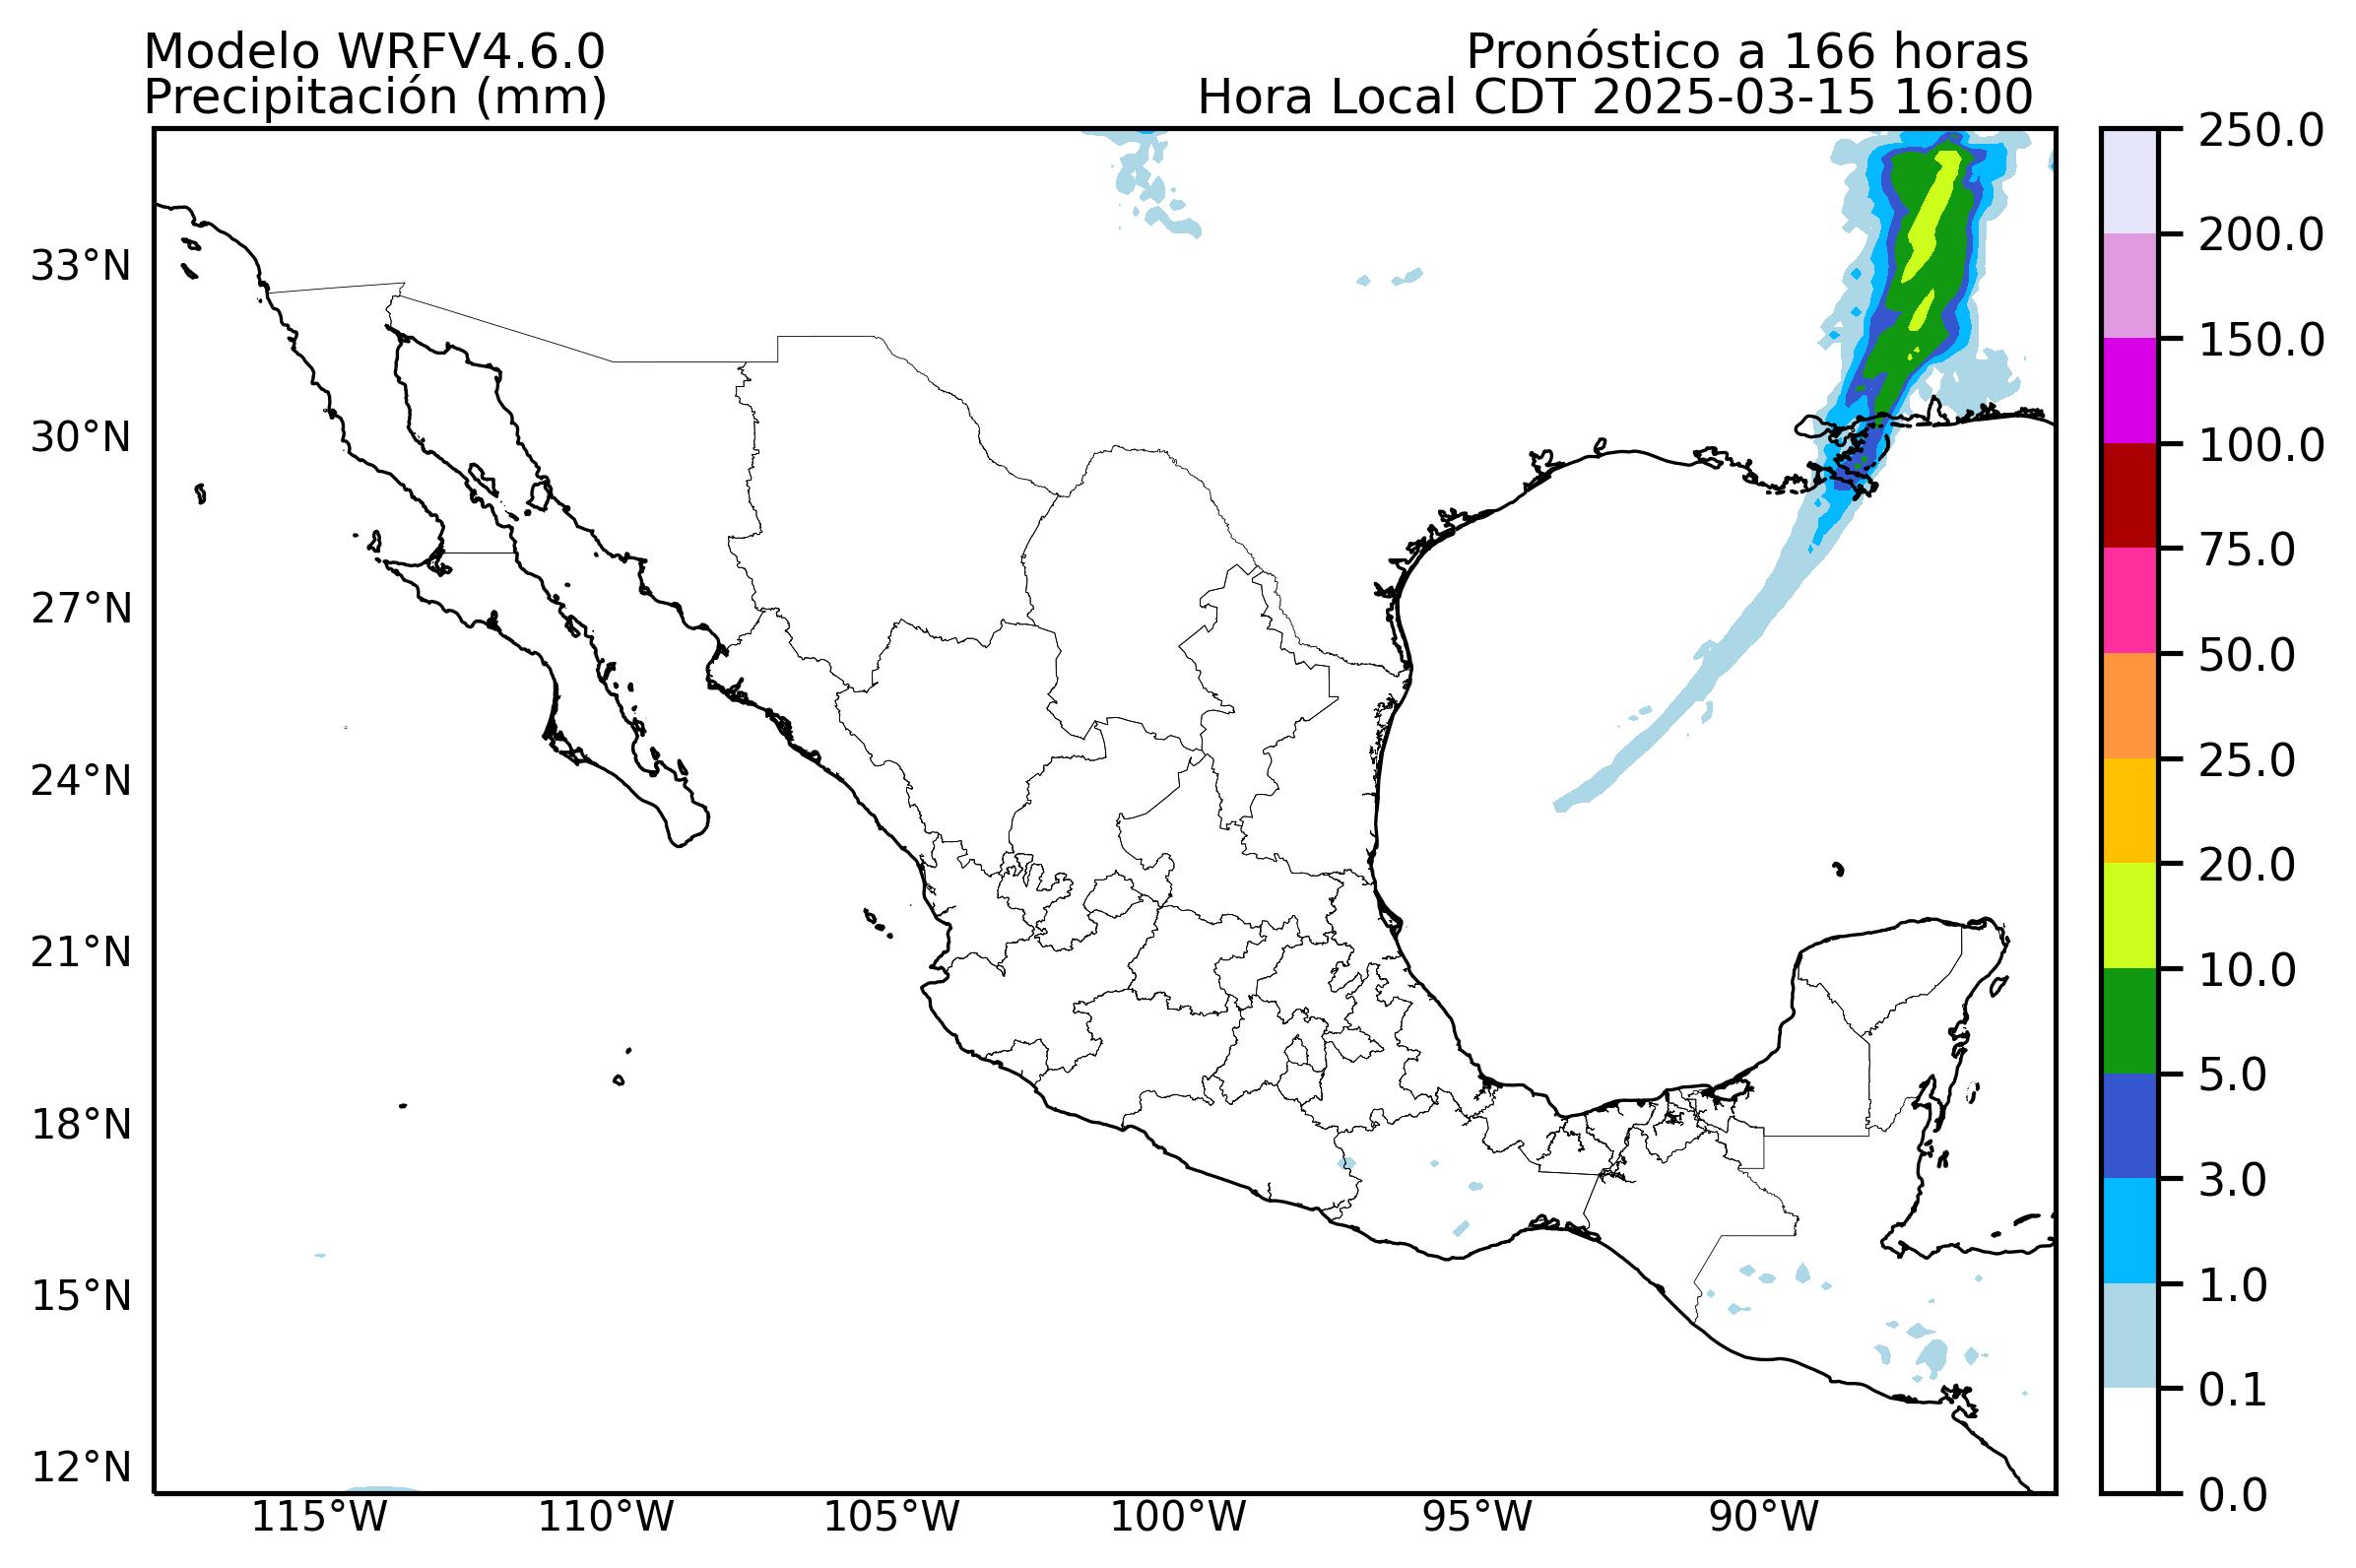 Modelo WRFV4.6.0
Precipitación (mm)
Pronóstico a 166 horas
Hora Local CDT 2025-03-15 16:00
33°N
30°N
27°N
24°N
21°N
18°N
15°N
12°N
115°W
110°W
105°W
100°W
95°W
90°W
250.0
200.0
150.0
100.0
75.0
50.0
25.0
20.0
10.0
5.0
3.0
1.0
0.1
0.0